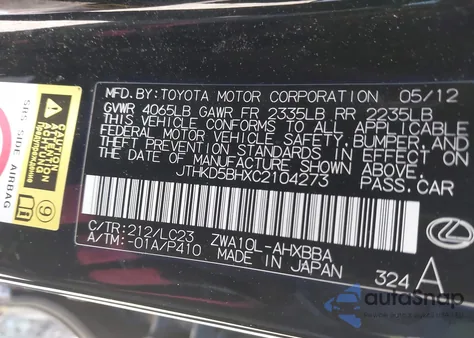 MFD. BY: TOYOTA MOTOR CORPORATION 05/12
GVWR 4065LB GAWR FR 2335LB RR 2235LB
THIS VEHICLE CONFORMS TO ALL APPLICABLE
FEDERAL MOTOR VEHICLE SAFETY, BUMPER, AND
THEFT PREVENTION STANDARDS IN EFFECT ON
THE DATE OF MANUFACTURE SHOWN ABOVE.
JTHKD5BHXC2104273 PASS. CAR
C/TR: 212/LC23 ZWA10L-AHXBBA
A/TM: -01A/P410 MADE IN JAPAN
324 A
SRS SIDE AIRBAG
CAUTION
9
autoSnap